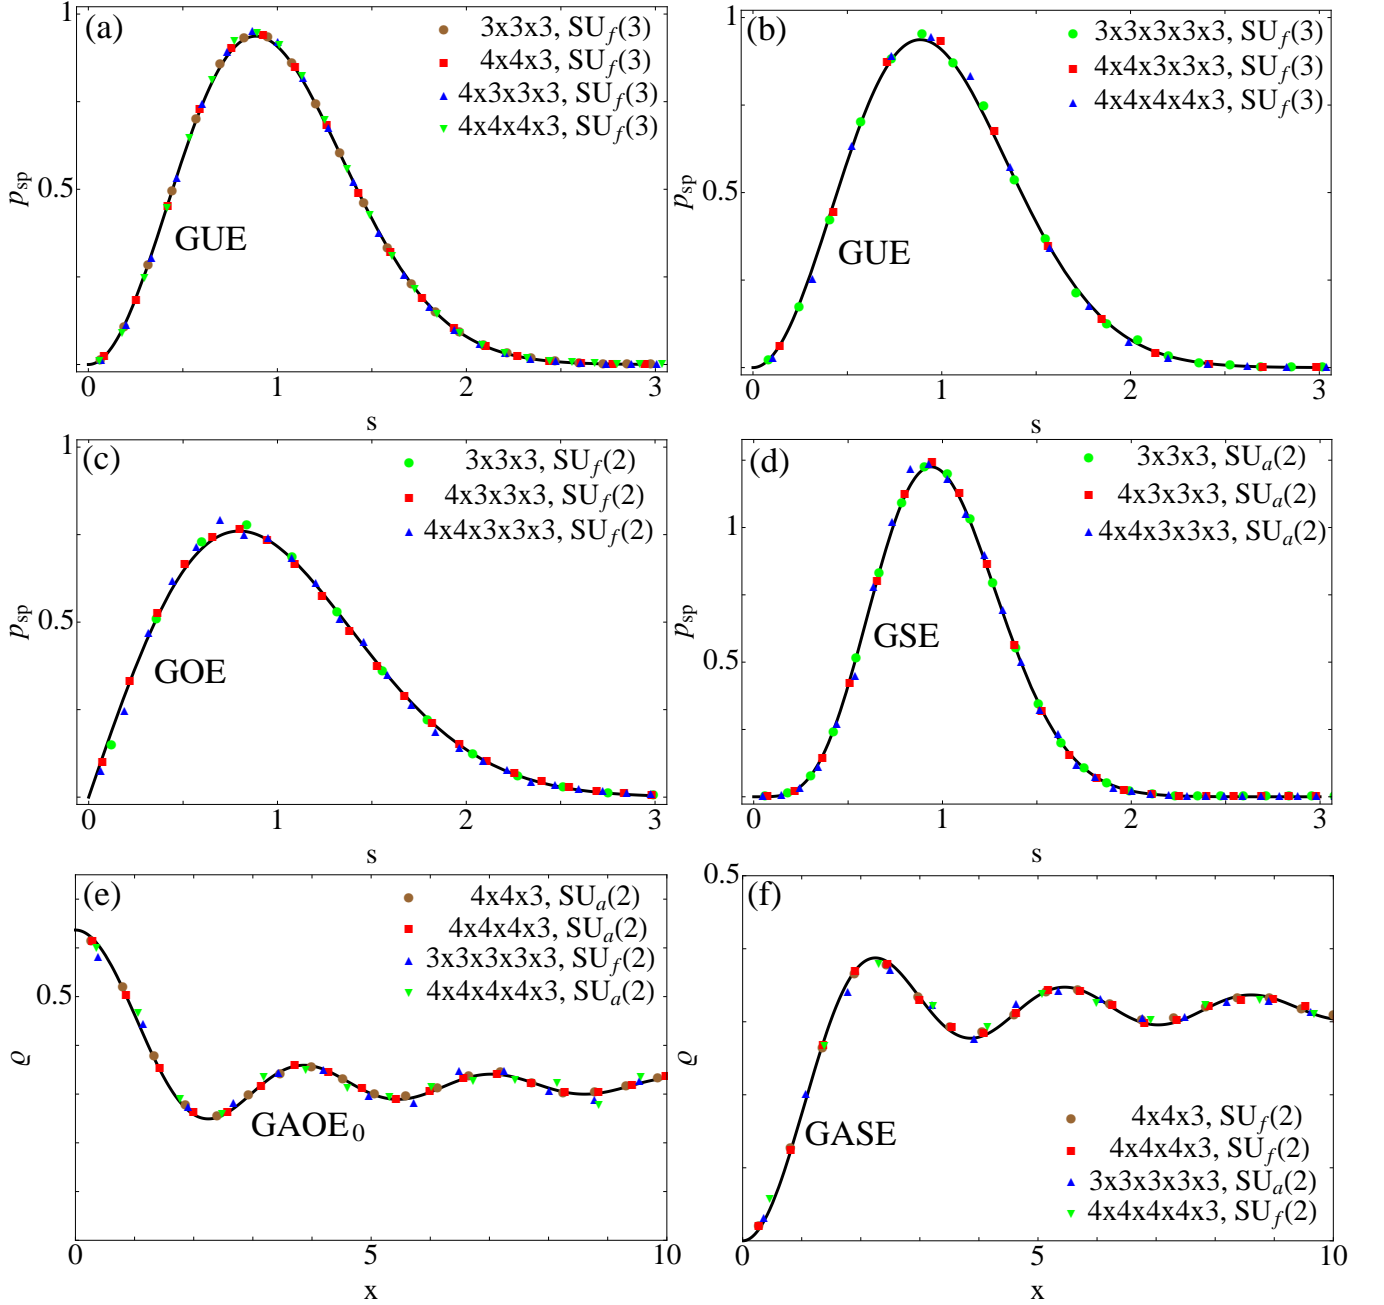 (a)
3x3x3, SU_f(3)
4x4x3, SU_f(3)
4x3x3x3, SU_f(3)
4x4x4x3, SU_f(3)
GUE
p_sp
1
0.5
0
1
2
3
s
(b)
3x3x3x3x3, SU_f(3)
4x4x3x3x3, SU_f(3)
4x4x4x4x3, SU_f(3)
GUE
p_sp
1
0.5
0
1
2
3
s
(c)
3x3x3, SU_f(2)
4x3x3x3, SU_f(2)
4x4x3x3x3, SU_f(2)
GOE
p_sp
1
0.5
0
1
2
3
s
(d)
3x3x3, SU_a(2)
4x3x3x3, SU_a(2)
4x4x3x3x3, SU_a(2)
GSE
p_sp
1
0.5
0
1
2
3
s
(e)
4x4x3, SU_a(2)
4x4x4x3, SU_a(2)
3x3x3x3x3, SU_f(2)
4x4x4x4x3, SU_a(2)
GAOE_0
ϱ
0.5
0
5
10
x
(f)
4x4x3, SU_f(2)
4x4x4x3, SU_f(2)
3x3x3x3x3, SU_a(2)
4x4x4x4x3, SU_f(2)
GASE
ϱ
0.5
0
5
10
x